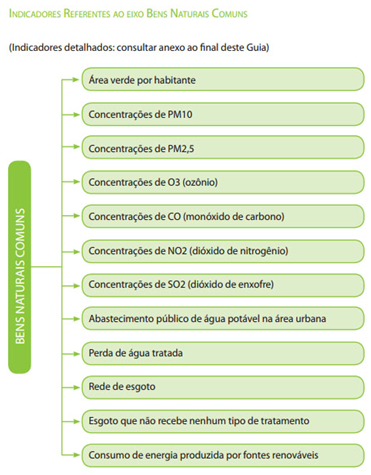 Indicadores Referentes ao eixo Bens Naturais Comuns
(Indicadores detalhados: consultar anexo ao final deste Guia)
BENS NATURAIS COMUNS
Área verde por habitante
Concentrações de PM10
Concentrações de PM2,5
Concentrações de O3 (ozônio)
Concentrações de CO (monóxido de carbono)
Concentrações de NO2 (dióxido de nitrogênio)
Concentrações de SO2 (dióxido de enxofre)
Abastecimento público de água potável na área urbana
Perda de água tratada
Rede de esgoto
Esgoto que não recebe nenhum tipo de tratamento
Consumo de energia produzida por fontes renováveis